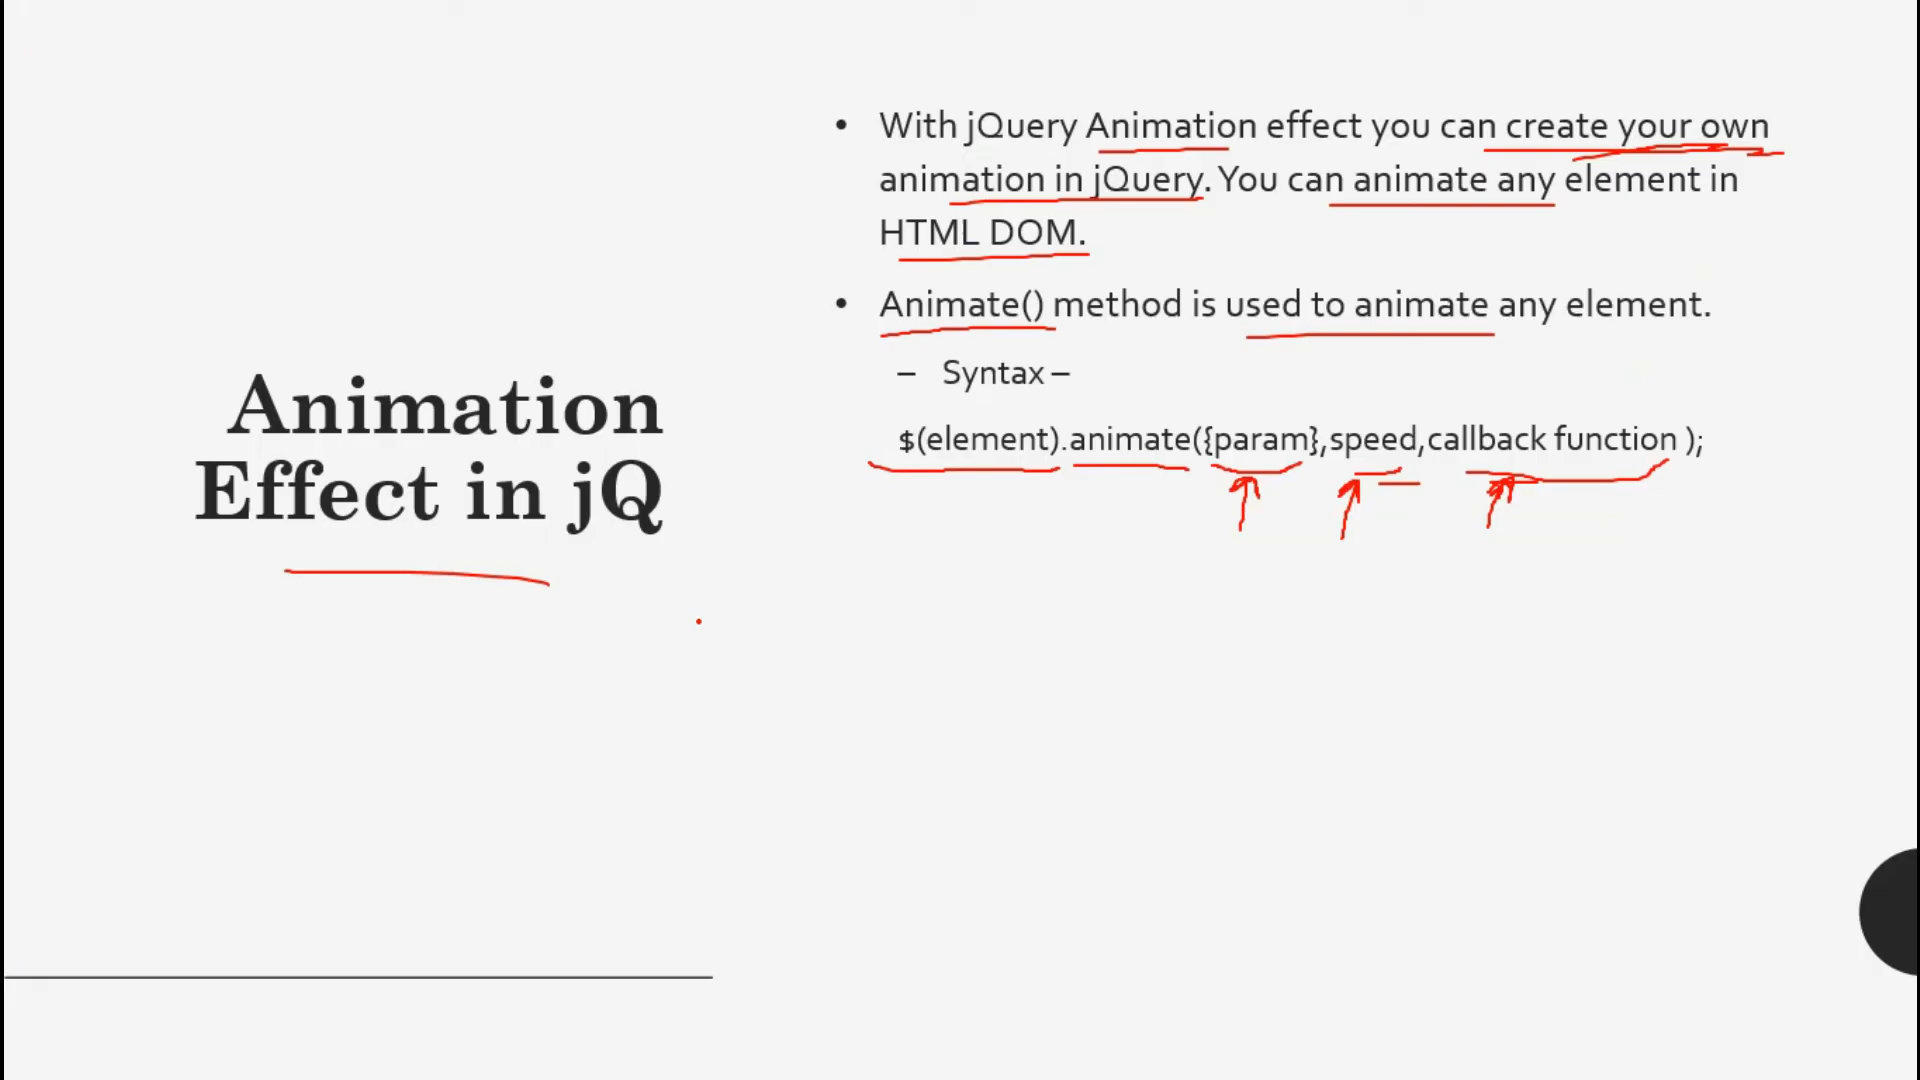 Animation
Effect in jQ
• With jQuery Animation effect you can create your own
animation in jQuery. You can animate any element in
HTML DOM.
• Animate() method is used to animate any element.
– Syntax –
$(element).animate({param},speed,callback function );